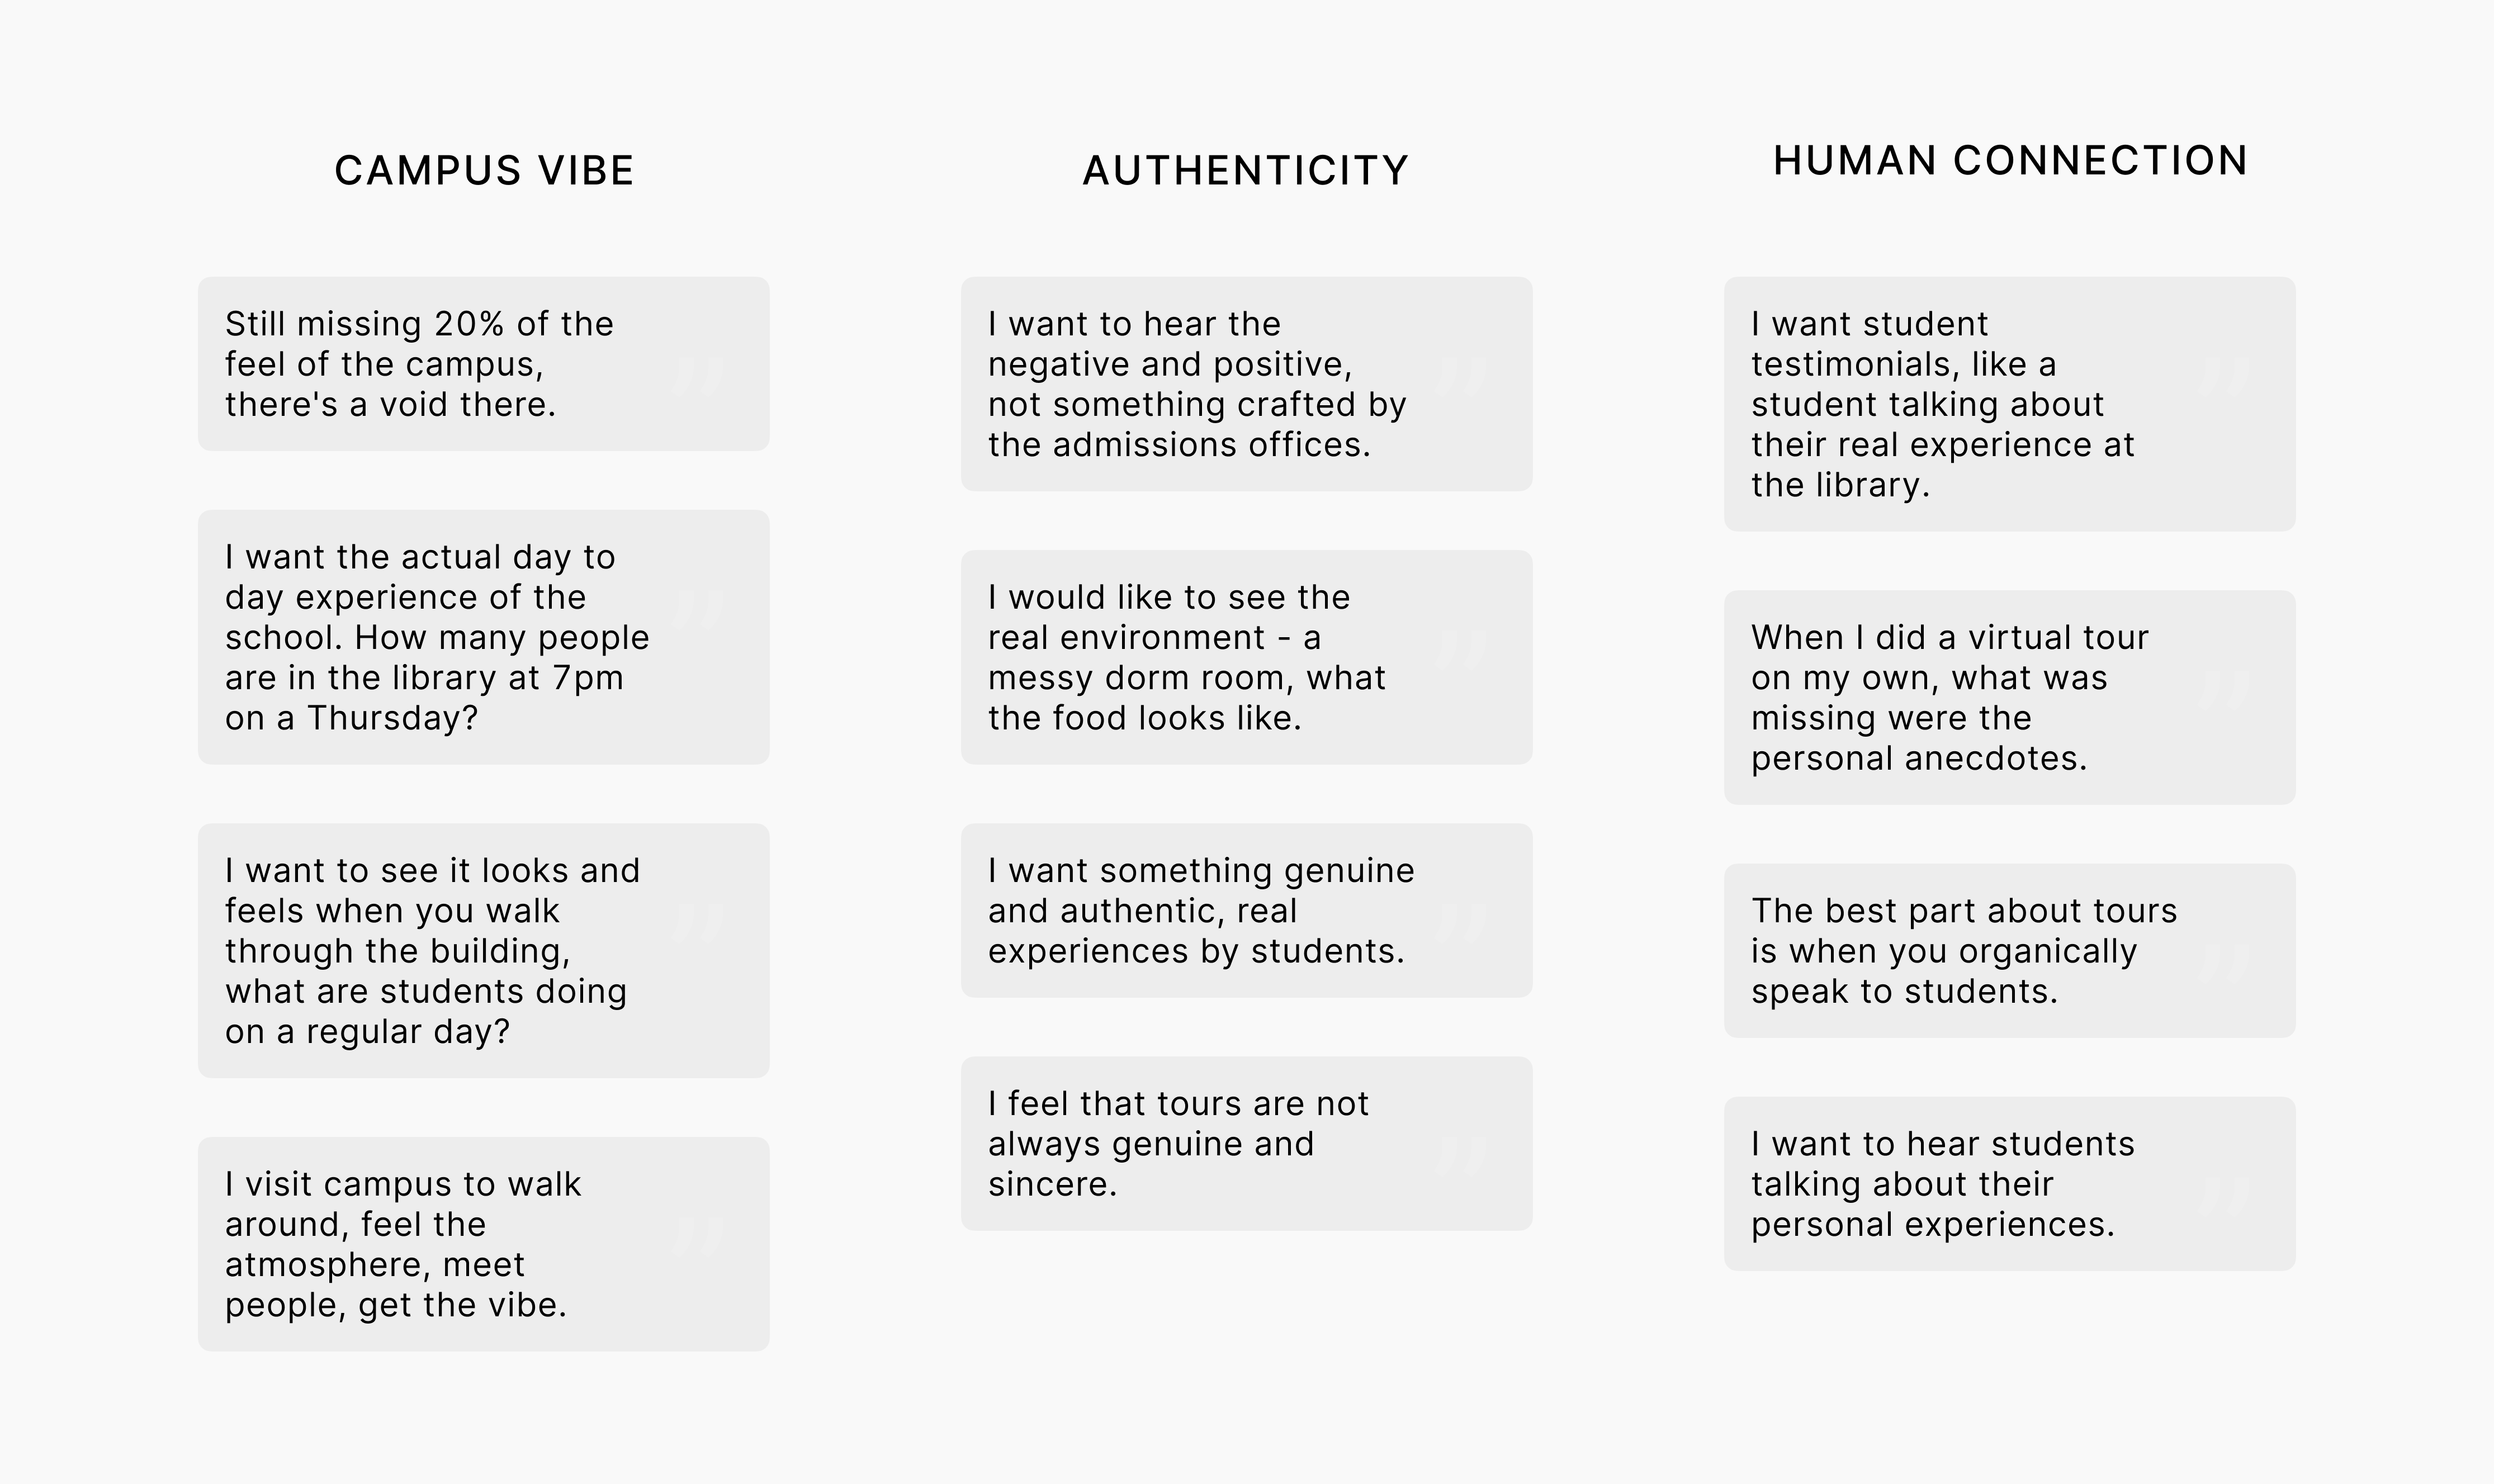 CAMPUS VIBE
Still missing 20% of the
feel of the campus,
there's a void there.
I want the actual day to
day experience of the
school. How many people
are in the library at 7pm
on a Thursday?
I want to see it looks and
feels when you walk
through the building,
what are students doing
on a regular day?
I visit campus to walk
around, feel the
atmosphere, meet
people, get the vibe.
AUTHENTICITY
I want to hear the
negative and positive,
not something crafted by
the admissions offices.
I would like to see the
real environment - a
messy dorm room, what
the food looks like.
I want something genuine
and authentic, real
experiences by students.
I feel that tours are not
always genuine and
sincere.
HUMAN CONNECTION
I want student
testimonials, like a
student talking about
their real experience at
the library.
When I did a virtual tour
on my own, what was
missing were the
personal anecdotes.
The best part about tours
is when you organically
speak to students.
I want to hear students
talking about their
personal experiences.